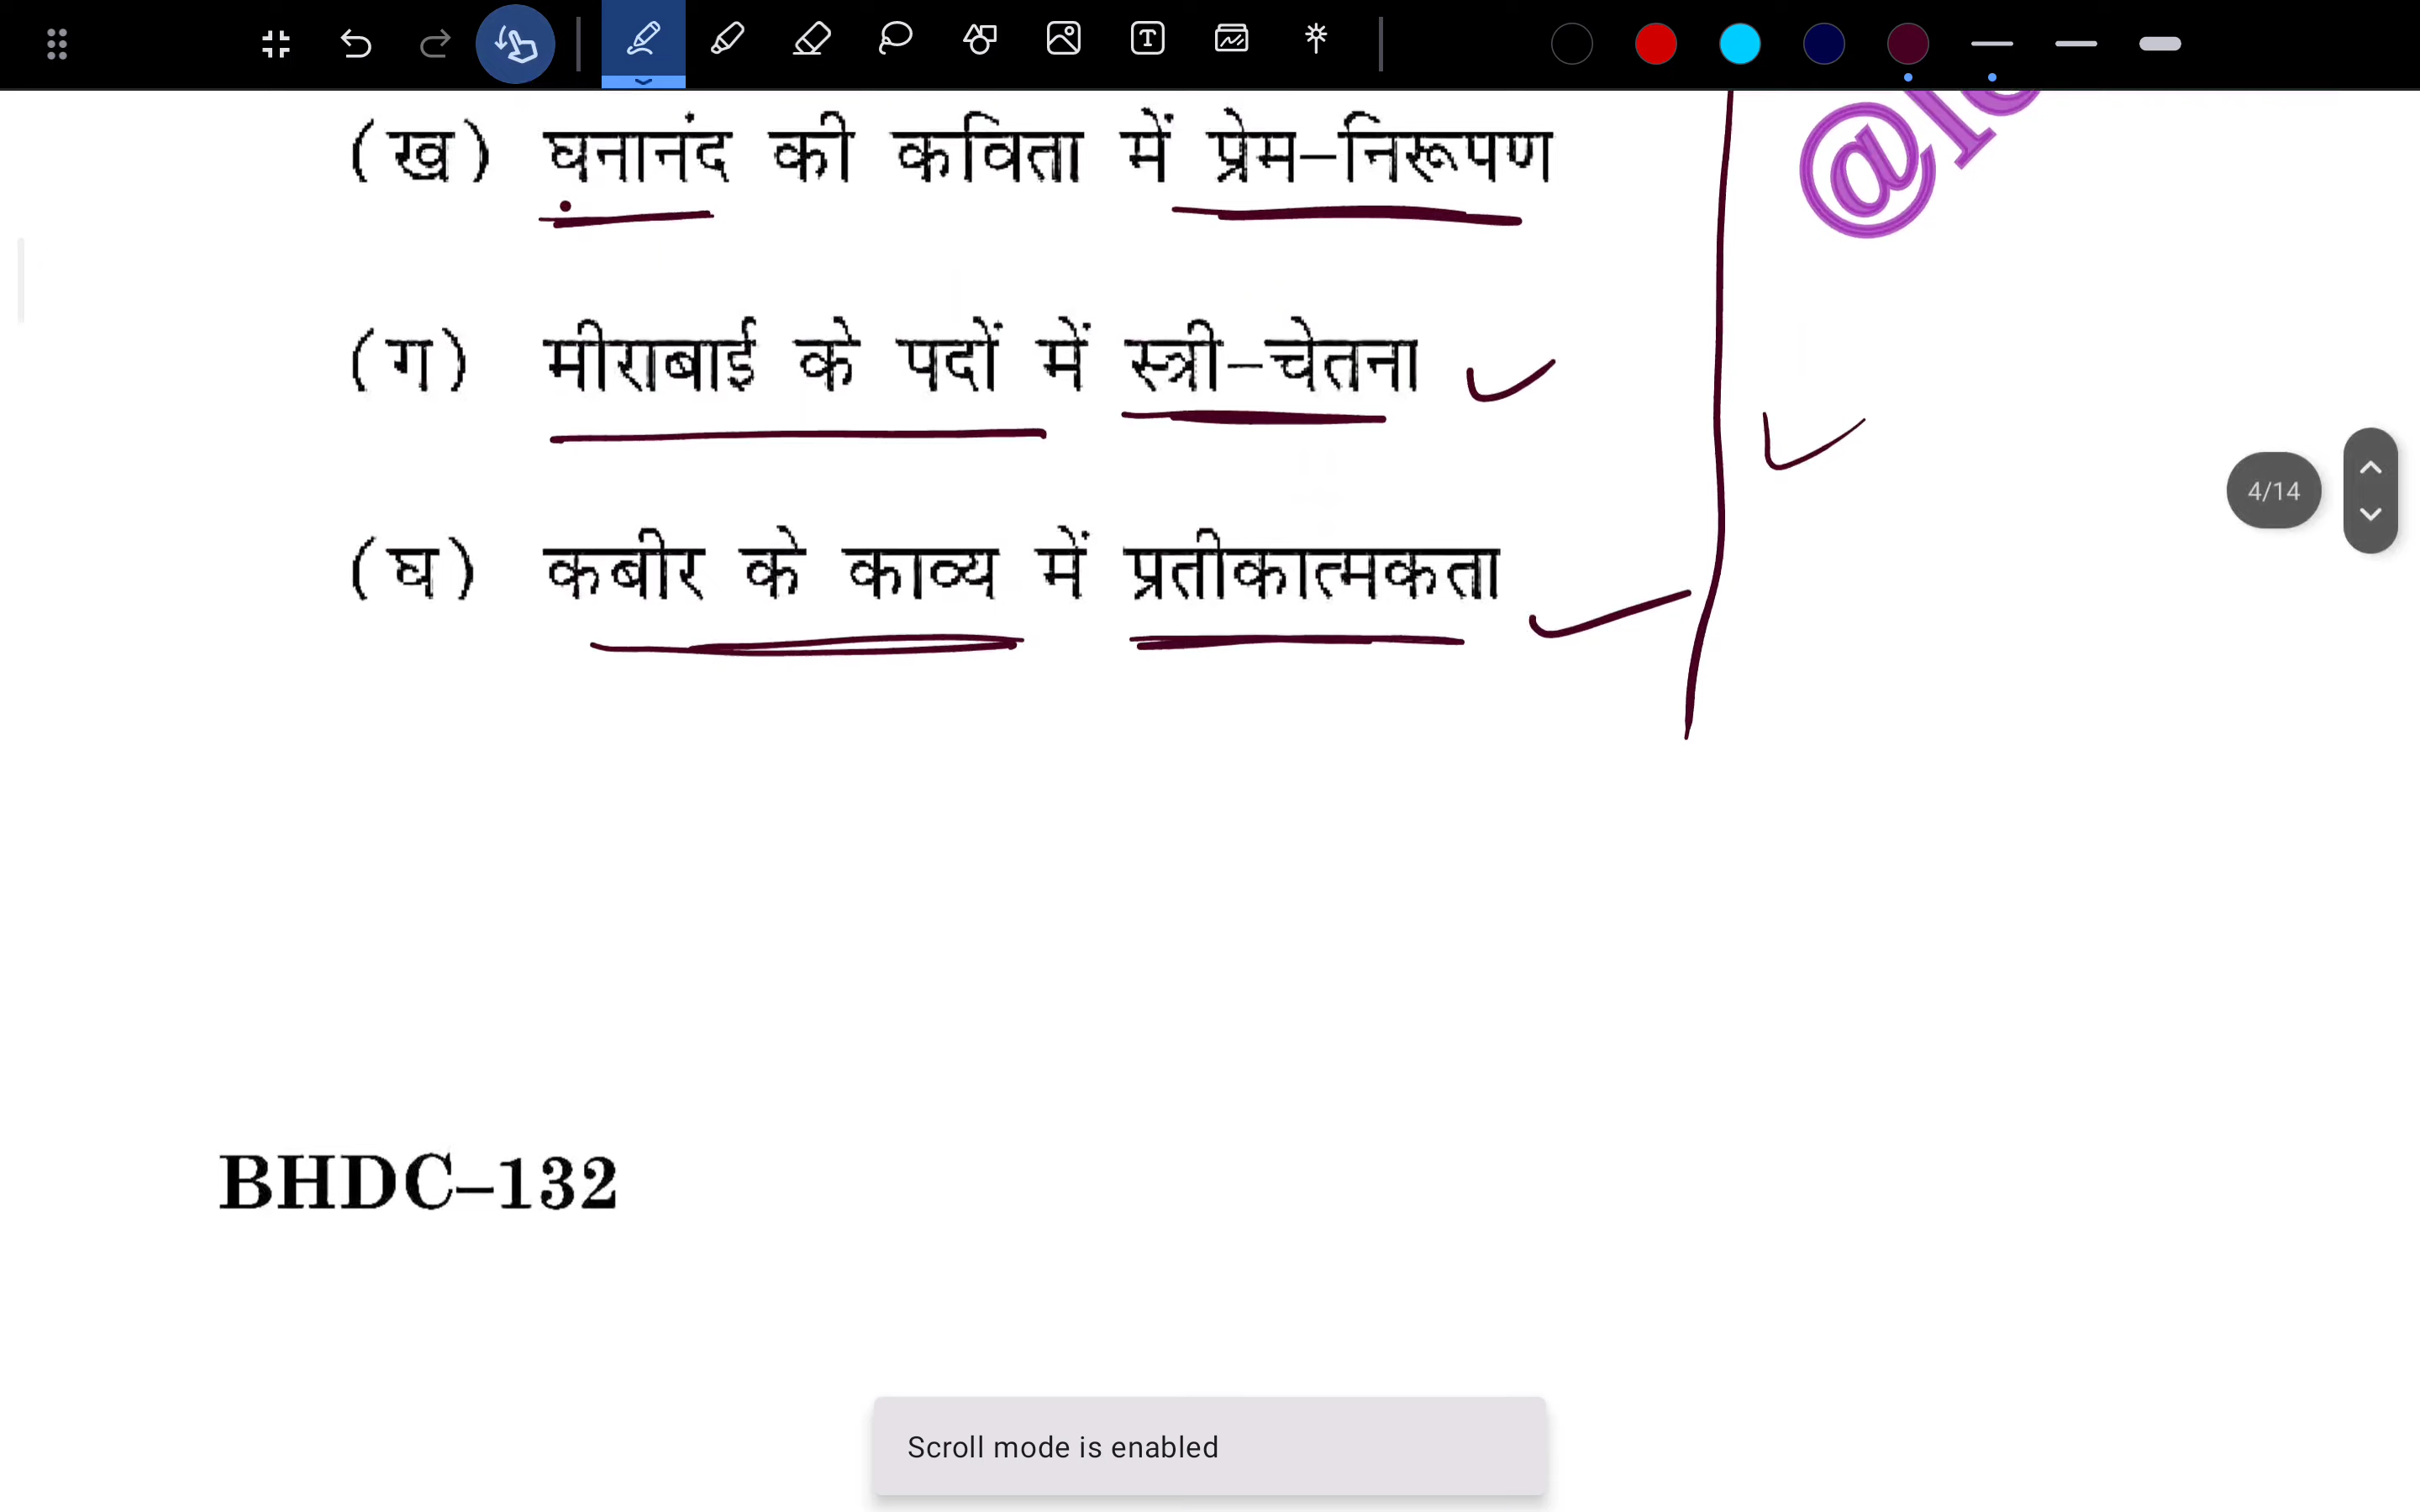 (ख) घनानंद की कविता में प्रेम–निरूपण
(ग) मीराबाई के पदों में स्त्री–चेतना
(घ) कबीर के काव्य में प्रतीकात्मकता
4/14
BHDC–132
Scroll mode is enabled